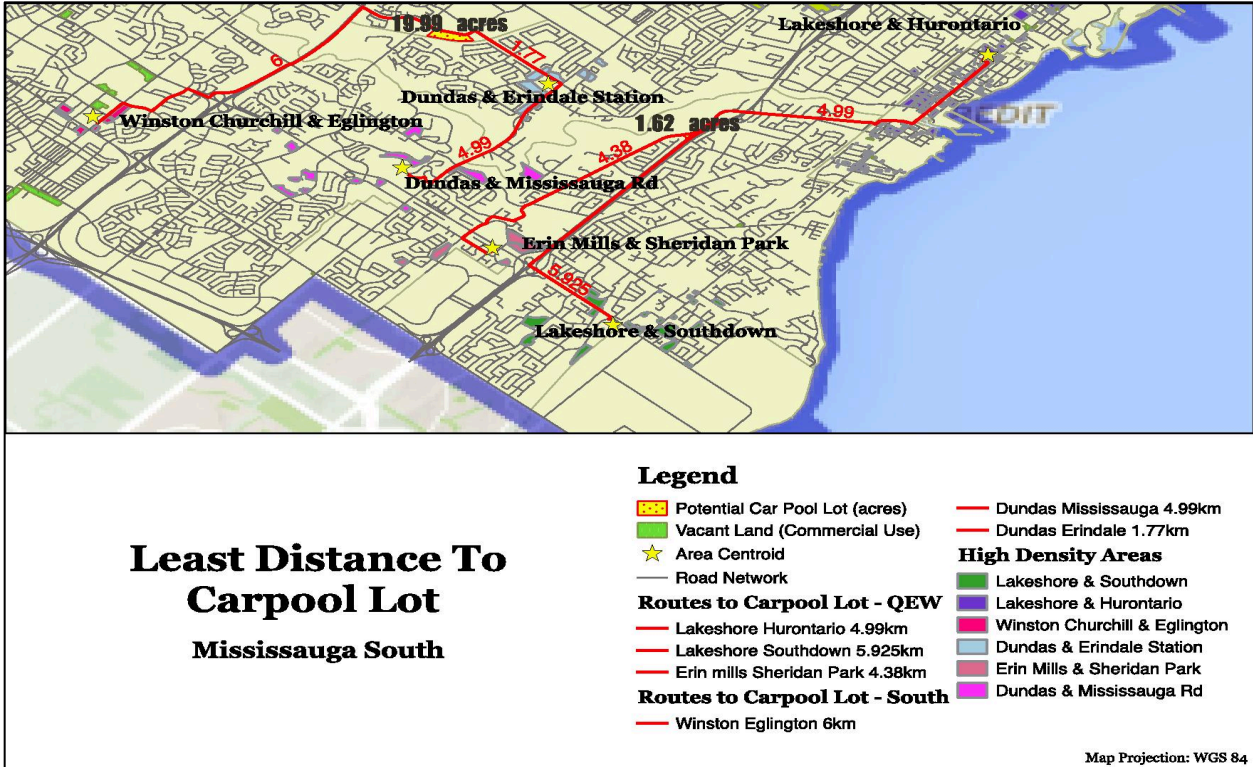 19.99 acres
Lakeshore & Hurontario
6
1.77
Dundas & Erindale Station
Winston Churchill & Eglington
1.62 acres
4.99
4.99
4.38
Dundas & Mississauga Rd
Erin Mills & Sheridan Park
5.925
Lakeshore & Southdown
Least Distance To
Carpool Lot
Mississauga South
Legend
Potential Car Pool Lot (acres)
Vacant Land (Commercial Use)
Area Centroid
Road Network
Routes to Carpool Lot - QEW
Lakeshore Hurontario 4.99km
Lakeshore Southdown 5.925km
Erin mills Sheridan Park 4.38km
Routes to Carpool Lot - South
Winston Eglington 6km
Dundas Mississauga 4.99km
Dundas Erindale 1.77km
High Density Areas
Lakeshore & Southdown
Lakeshore & Hurontario
Winston Churchill & Eglington
Dundas & Erindale Station
Erin Mills & Sheridan Park
Dundas & Mississauga Rd
Map Projection: WGS 84